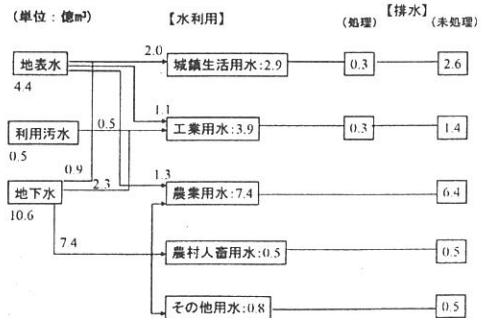 (単位：億m³)
【水利用】
【排水】
(処理)
(未処理)
地表水
4.4
2.0
城鎮生活用水:2.9
0.3
2.6
1.1
利用汚水
0.5
0.5
工業用水:3.9
0.3
1.4
0.9
2.3
1.3
地下水
10.6
農業用水:7.4
6.4
7.4
農村人畜用水:0.5
0.5
その他用水:0.8
0.5